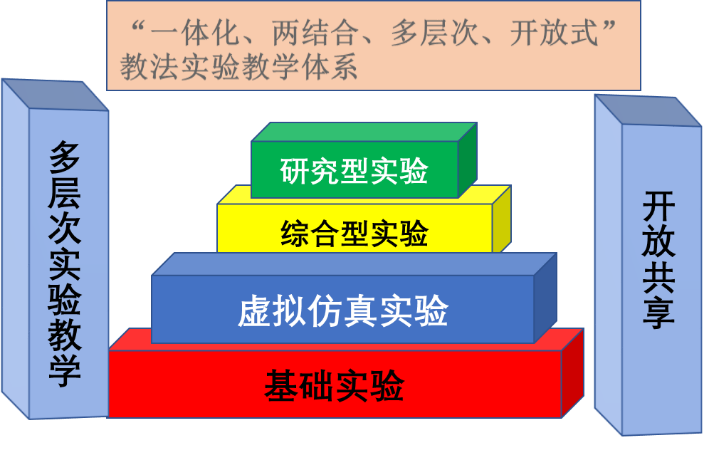 “一体化、两结合、多层次、开放式”
教法实验教学体系
多层次实验教学
研究型实验
综合型实验
虚拟仿真实验
基础实验
开放共享